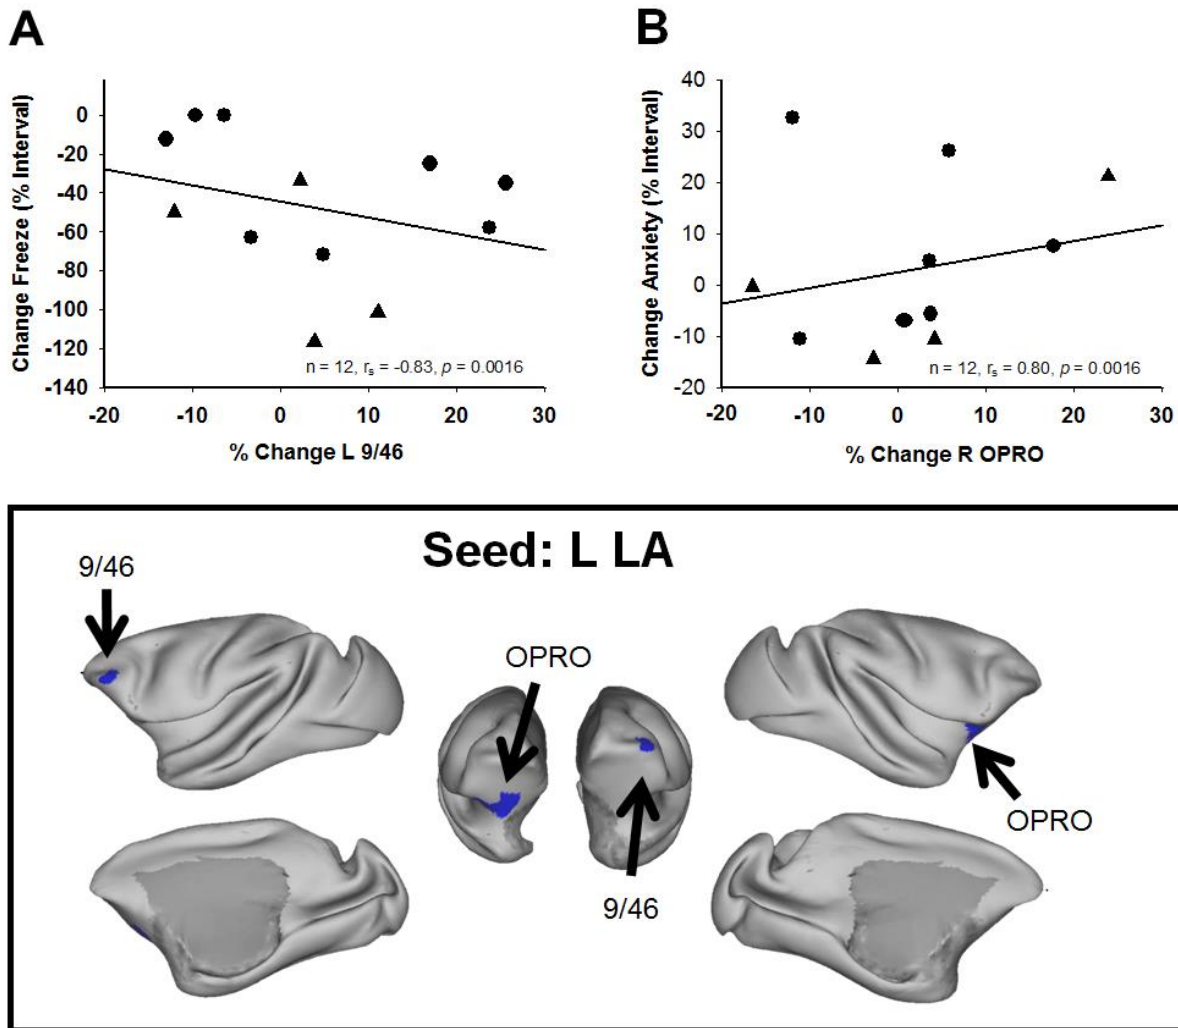 A
Change Freeze (% Interval)
0
-20
-40
-60
-80
-100
-120
-140
n = 12, rs = -0.83, p = 0.0016
-20 -10 0 10 20 30
% Change L 9/46
B
Change Anxiety (% Interval)
40
30
20
10
0
-10
-20
n = 12, rs = 0.80, p = 0.0016
-20 -10 0 10 20 30
% Change R OPRO
Seed: L LA
9/46
OPRO
OPRO
9/46